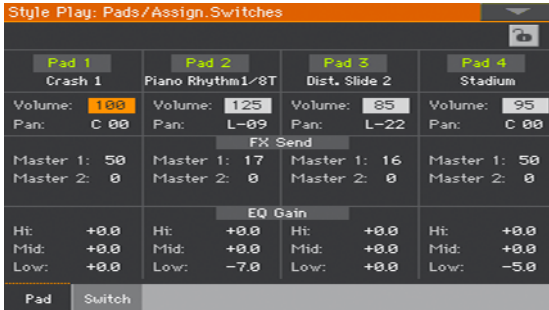 Style Play: Pads/Assign.Switches
Pad 1 Pad 2 Pad 3 Pad 4
Crash 1 Piano Rhythm1/8T Dist. Slide 2 Stadium
Volume: 100 Volume: 125 Volume: 85 Volume: 95
Pan: C 00 Pan: L-09 Pan: L-22 Pan: C 00
FX Send
Master 1: 50 Master 1: 17 Master 1: 16 Master 1: 50
Master 2: 0 Master 2: 0 Master 2: 0 Master 2: 0
EQ Gain
Hi: +0.0 Hi: +0.0 Hi: +0.0 Hi: +0.0
Mid: +0.0 Mid: +0.0 Mid: +0.0 Mid: +0.0
Low: +0.0 Low: -7.0 Low: +0.0 Low: -5.0
Pad Switch